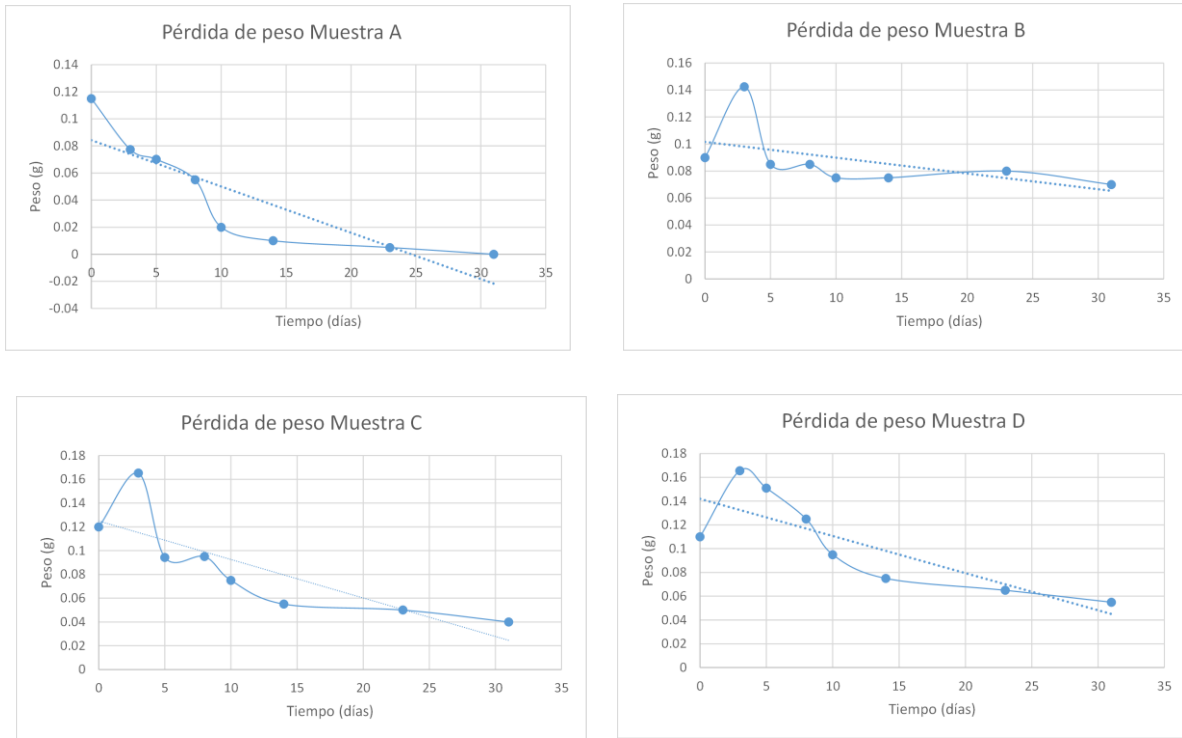 Pérdida de peso Muestra A
0.14
0.12
0.1
0.08
0.06
0.04
0.02
0
-0.02
-0.04
0 5 10 15 20 25 30 35
Peso (g)
Tiempo (días)
Pérdida de peso Muestra B
0.16
0.14
0.12
0.1
0.08
0.06
0.04
0.02
0
0 5 10 15 20 25 30 35
Peso (g)
Tiempo (días)
Pérdida de peso Muestra C
0.18
0.16
0.14
0.12
0.1
0.08
0.06
0.04
0.02
0
0 5 10 15 20 25 30 35
Peso (g)
Tiempo (días)
Pérdida de peso Muestra D
0.18
0.16
0.14
0.12
0.1
0.08
0.06
0.04
0.02
0
0 5 10 15 20 25 30 35
Peso (g)
Tiempo (días)